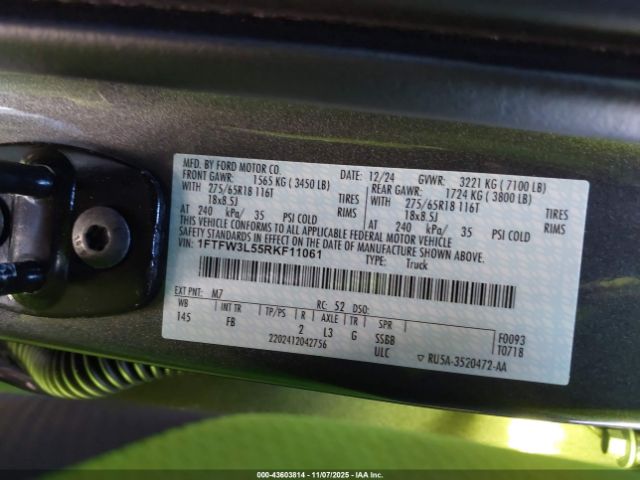 MFD. BY FORD MOTOR CO.
DATE: 12/24 GVWR: 3221 KG ( 7100 LB)
FRONT GAWR: 1565 KG ( 3450 LB) REAR GAWR: 1724 KG ( 3800 LB)
WITH 275/65R18 116T TIRES WITH 275/65R18 116T TIRES
18x8.5J RIMS 18x8.5J RIMS
AT 240 kPa/ 35 PSI COLD AT 240 kPa/ 35 PSI COLD
THIS VEHICLE CONFORMS TO ALL APPLICABLE FEDERAL MOTOR VEHICLE
SAFETY STANDARDS IN EFFECT ON THE DATE OF MANUFACTURE SHOWN ABOVE.
VIN: 1FTFW3L55RKF11061
TYPE: Truck
EXT PNT: M7 RC: 52 DSO:
WB INT TR TP/PS R AXLE TR SPR F0093
145 FB 2 L3 G SSBB T0718
2202412042756 ULC ▽ RU5A-3520472-AA
000-43603814 - 11/07/2025 - IAA Inc.